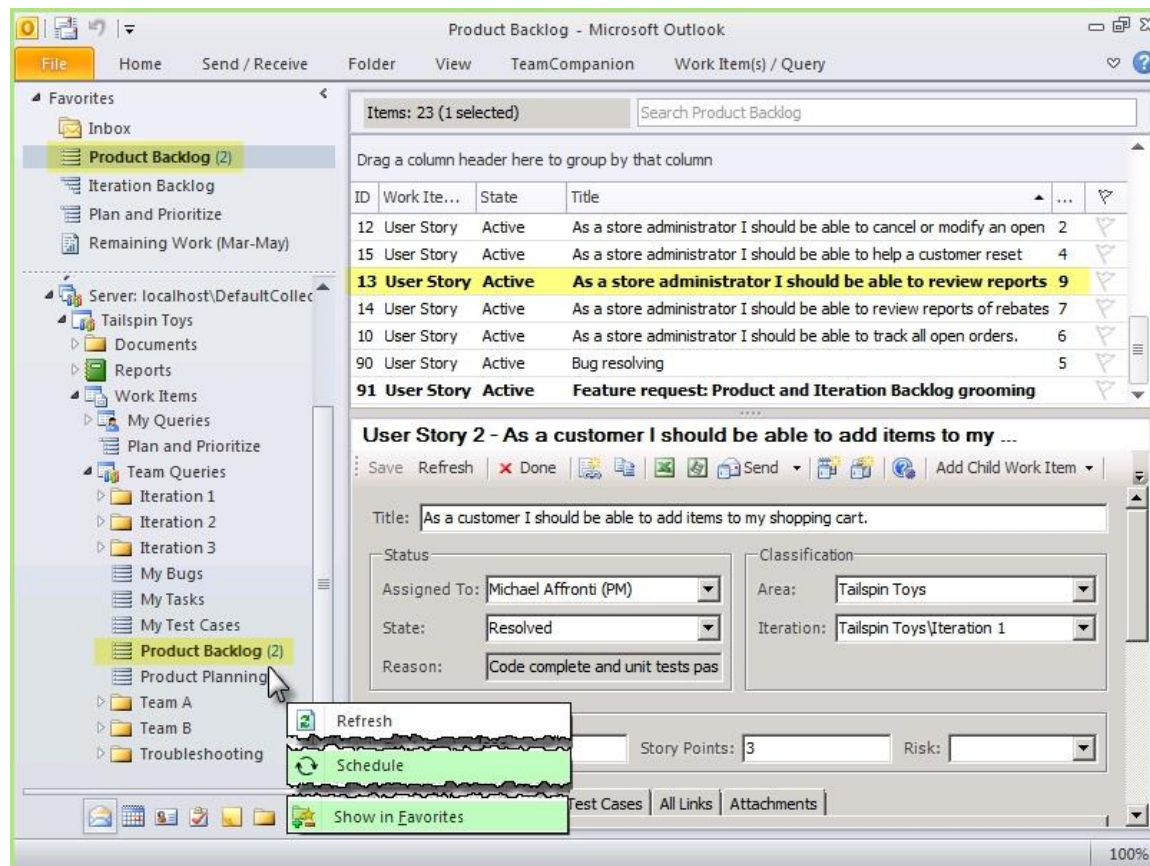 Product Backlog - Microsoft Outlook
File Home Send / Receive Folder View TeamCompanion Work Item(s) / Query
Favorites
Inbox
Product Backlog (2)
Iteration Backlog
Plan and Prioritize
Remaining Work (Mar-May)
Server: localhost\DefaultCollec
Tailspin Toys
Documents
Reports
Work Items
My Queries
Plan and Prioritize
Team Queries
Iteration 1
Iteration 2
Iteration 3
My Bugs
My Tasks
My Test Cases
Product Backlog (2)
Product Planning
Team A
Team B
Troubleshooting
Items: 23 (1 selected) Search Product Backlog
Drag a column header here to group by that column
ID Work Ite... State Title ...
12 User Story Active As a store administrator I should be able to cancel or modify an open 2
15 User Story Active As a store administrator I should be able to help a customer reset 4
13 User Story Active As a store administrator I should be able to review reports 9
14 User Story Active As a store administrator I should be able to review reports of rebates 7
10 User Story Active As a store administrator I should be able to track all open orders. 6
90 User Story Active Bug resolving 5
91 User Story Active Feature request: Product and Iteration Backlog grooming
User Story 2 - As a customer I should be able to add items to my ...
Save Refresh Done Send Add Child Work Item
Title: As a customer I should be able to add items to my shopping cart.
Status
Assigned To: Michael Affronti (PM)
State: Resolved
Reason: Code complete and unit tests pas
Classification
Area: Tailspin Toys
Iteration: Tailspin Toys\Iteration 1
Story Points: 3 Risk:
Test Cases All Links Attachments
Refresh
Schedule
Show in Favorites
100%